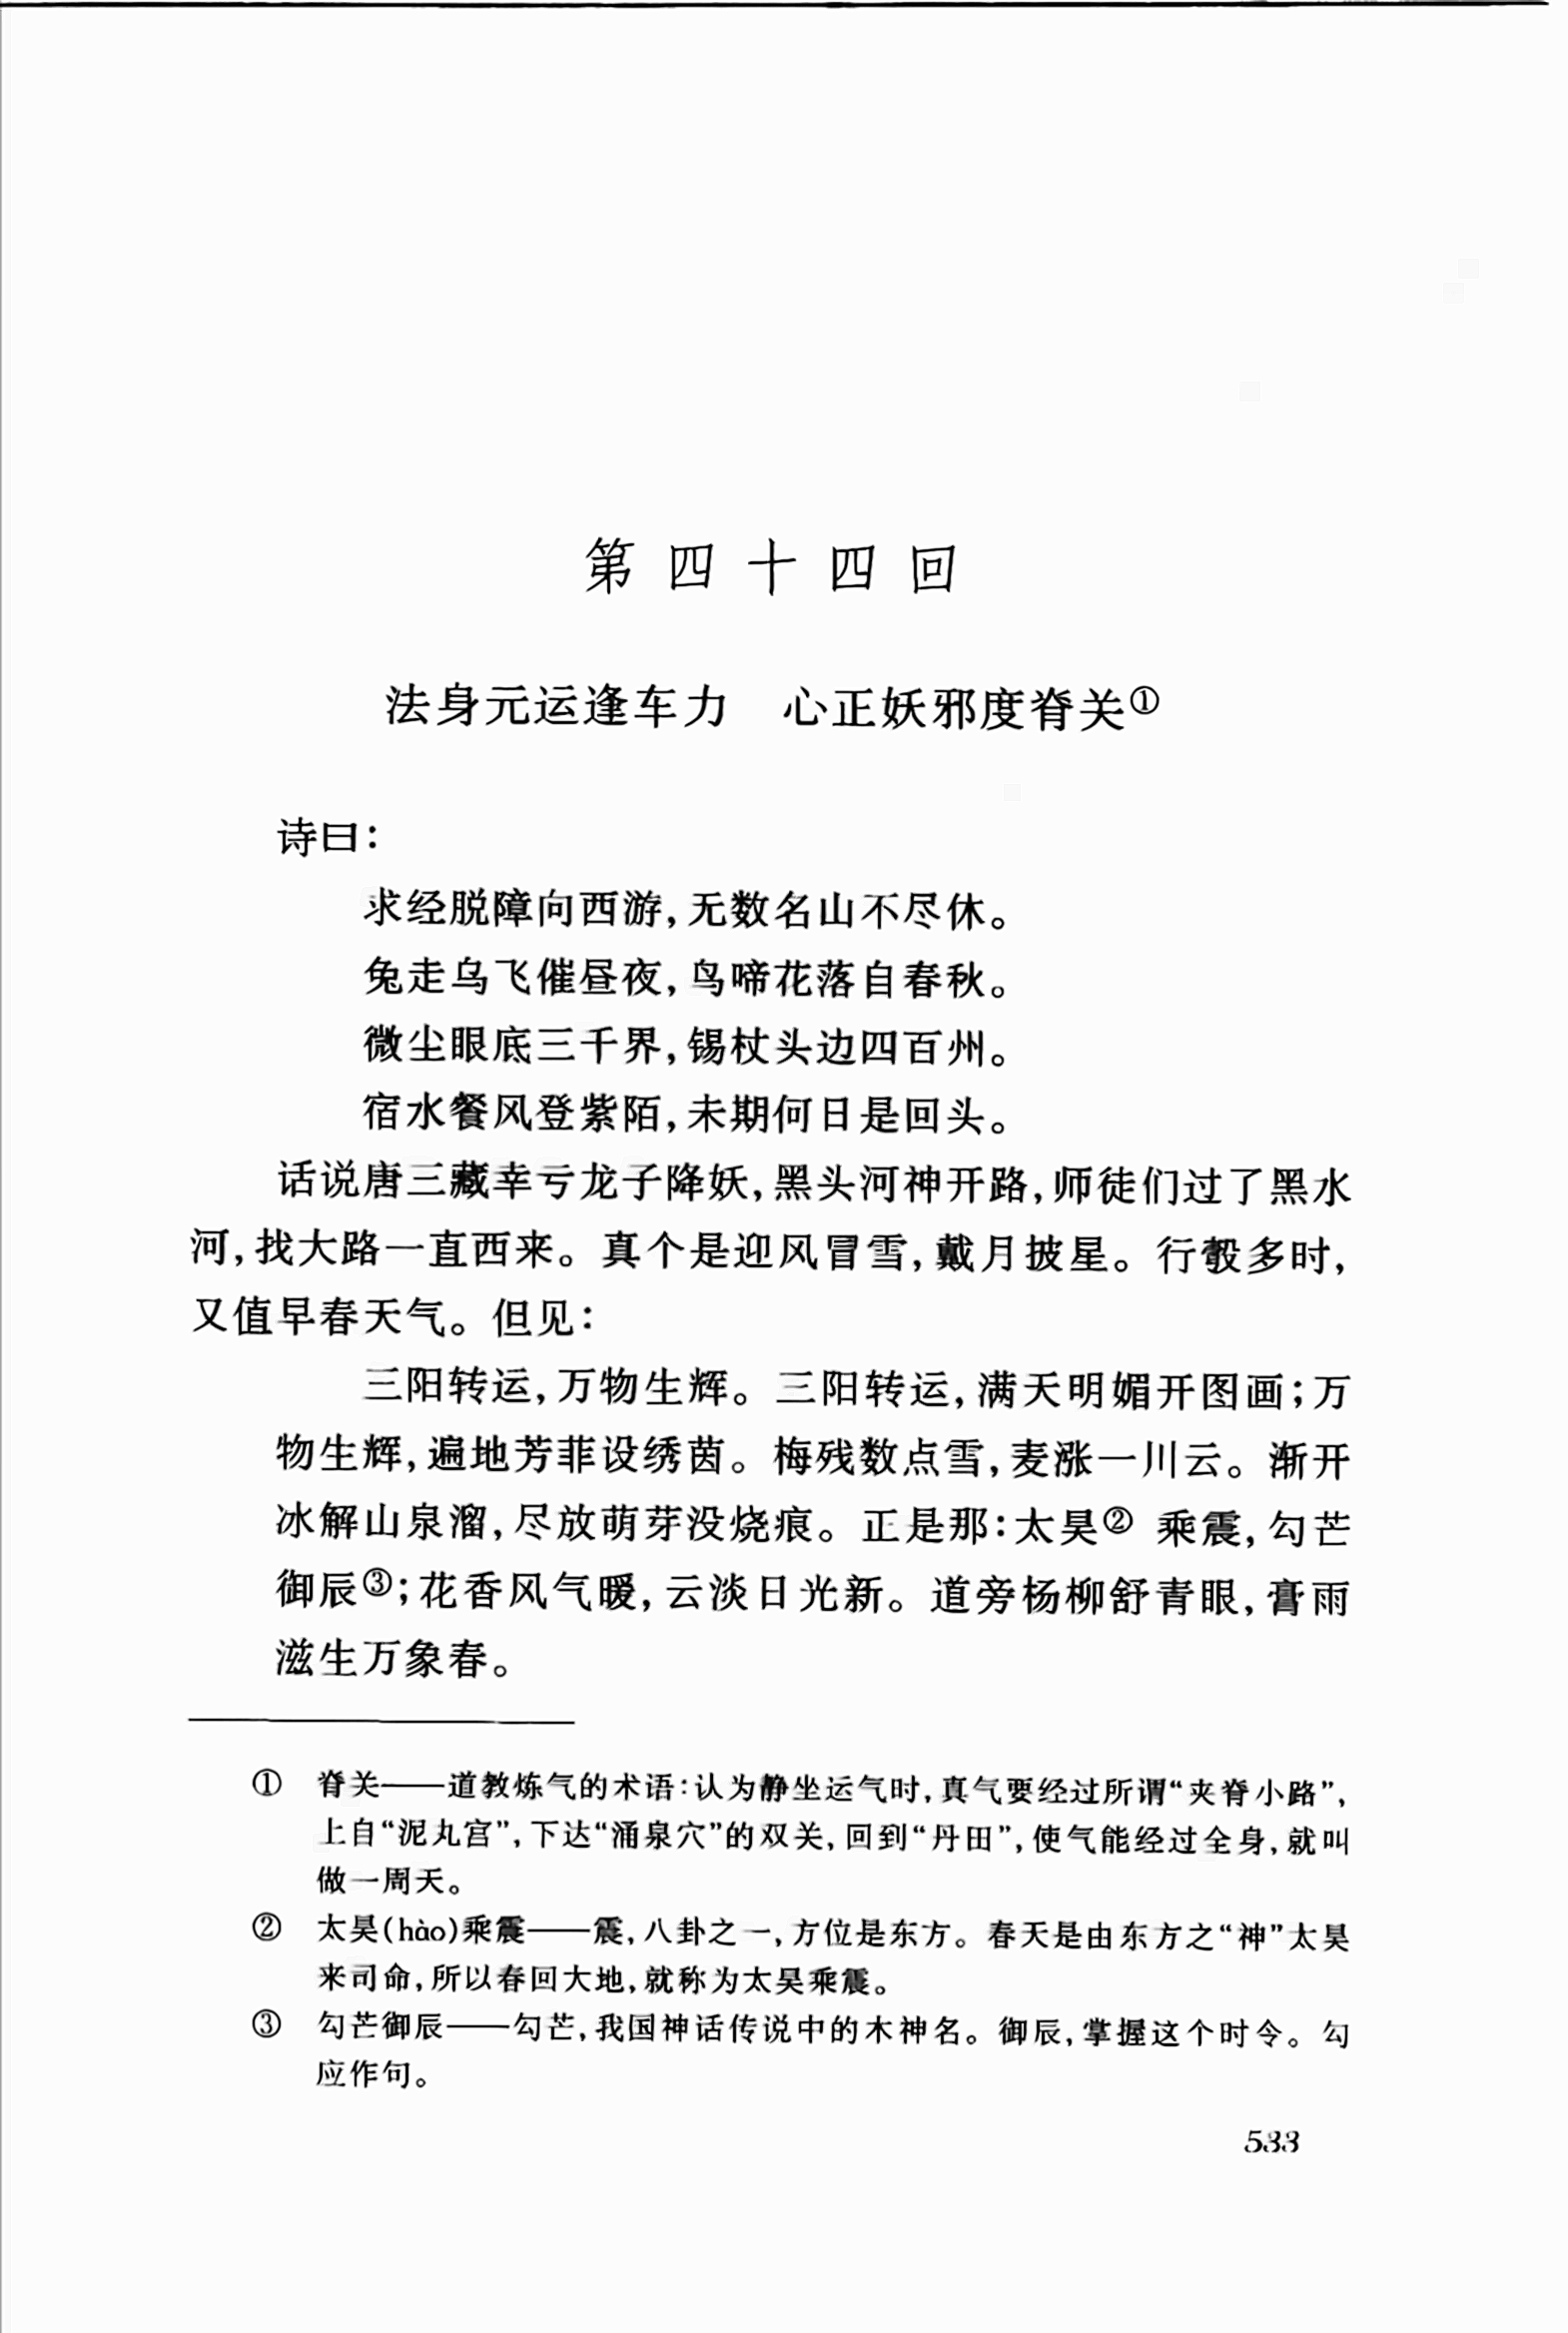 第四十四回
法身元运逢车力　心正妖邪度脊关①
诗曰：
求经脱障向西游，无数名山不尽休。
兔走乌飞催昼夜，鸟啼花落自春秋。
微尘眼底三千界，锡杖头边四百州。
宿水餐风登紫陌，未期何日是回头。
话说唐三藏幸亏龙子降妖，黑头河神开路，师徒们过了黑水
河，找大路一直西来。真个是迎风冒雪，戴月披星。行彀多时，
又值早春天气。但见：
三阳转运，万物生辉。三阳转运，满天明媚开图画；万
物生辉，遍地芳菲设绣茵。梅残数点雪，麦涨一川云。渐开
冰解山泉溜，尽放萌芽没烧痕。正是那：太昊② 乘震，勾芒
御辰③；花香风气暖，云淡日光新。道旁杨柳舒青眼，膏雨
滋生万象春。
① 脊关——道教炼气的术语：认为静坐运气时，真气要经过所谓“夹脊小路”，
上自“泥丸宫”，下达“涌泉穴”的双关，回到“丹田”，使气能经过全身，就叫
做一周天。
② 太昊(hào)乘震——震，八卦之一，方位是东方。春天是由东方之“神”太昊
来司命，所以春回大地，就称为太昊乘震。
③ 勾芒御辰——勾芒，我国神话传说中的木神名。御辰，掌握这个时令。勾
应作句。
533